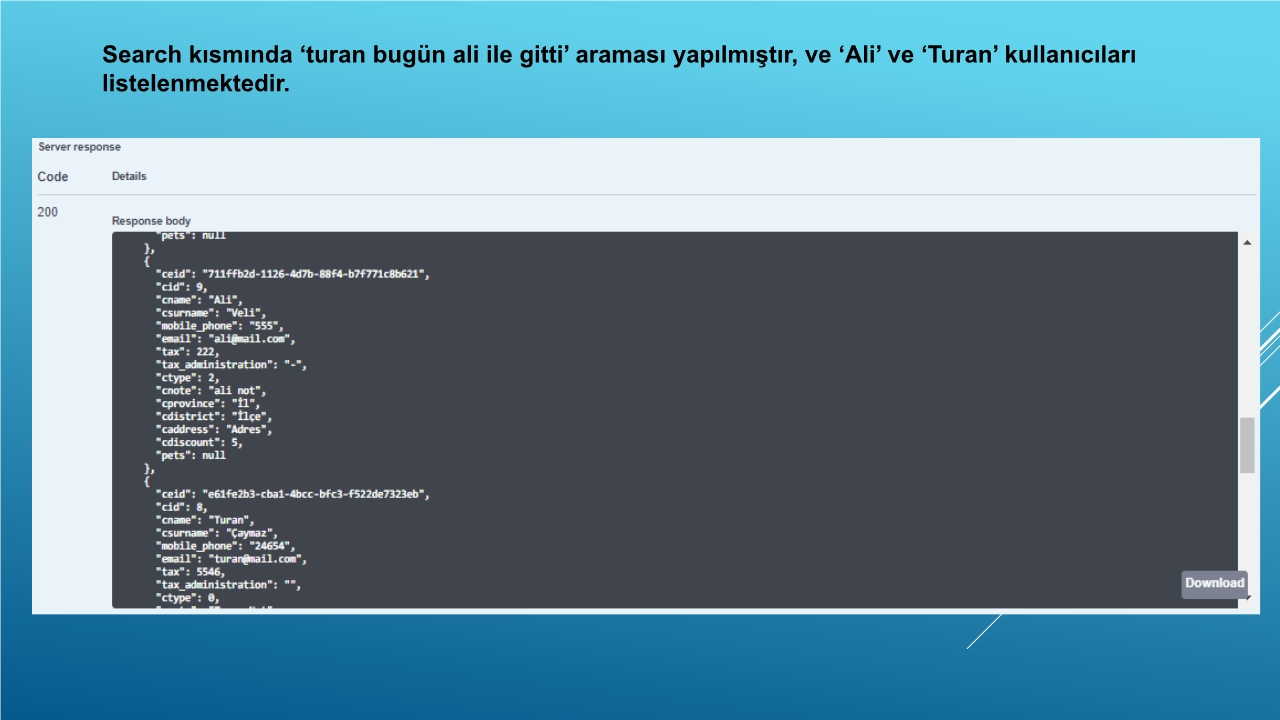 Search kısmında ‘turan bugün ali ile gitti’ araması yapılmıştır, ve ‘Ali’ ve ‘Turan’ kullanıcıları
listelenmektedir.
Server response
Code Details
200
Response body
"pets": null
},
{
"ceid": "711ffb2d-1126-4d7b-88f4-b7f771c8b621",
"cid": 9,
"cname": "Ali",
"csurname": "Veli",
"mobile_phone": "555",
"email": "ali@mail.com",
"tax": 222,
"tax_administration": "-",
"ctype": 2,
"cnote": "ali not",
"cprovince": "İl",
"cdistrict": "İlçe",
"caddress": "Adres",
"cdiscount": 5,
"pets": null
},
{
"ceid": "e61fe2b3-cba1-4bcc-bfc3-f522de7323eb",
"cid": 8,
"cname": "Turan",
"csurname": "Çaymaz",
"mobile_phone": "24654",
"email": "turan@mail.com",
"tax": 5546,
"tax_administration": "",
"ctype": 0,
Download